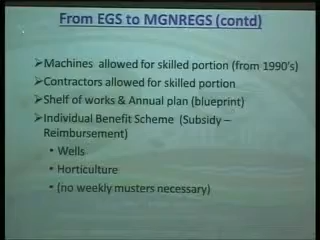 From EGS to MGNREGS (contd)
➢Machines allowed for skilled portion (from 1990's)
➢Contractors allowed for skilled portion
➢Shelf of works & Annual plan (blueprint)
➢Individual Benefit Scheme (Subsidy –
Reimbursement)
• Wells
• Horticulture
• (no weekly musters necessary)